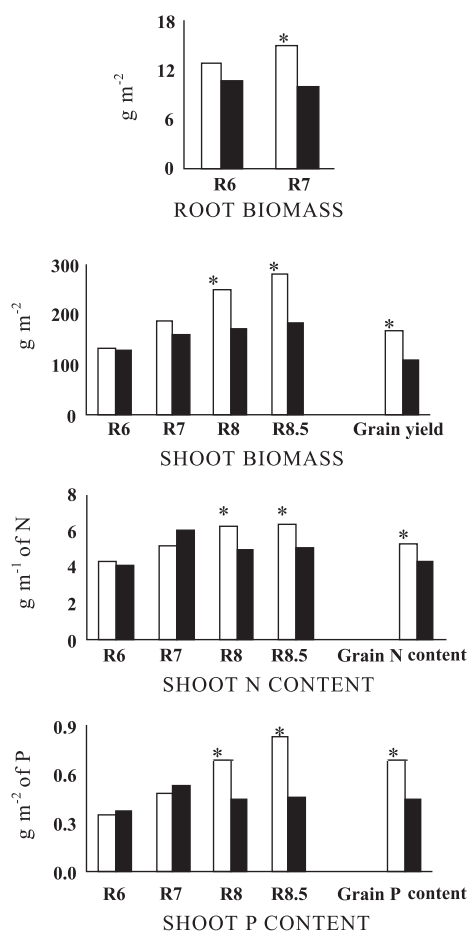 18
*
12
g m-2
6
0
R6 R7
ROOT BIOMASS
300
* *
200
g m-2
*
100
0
R6 R7 R8 R8.5 Grain yield
SHOOT BIOMASS
8
* *
6
*
g m-1 of N
4
2
0
R6 R7 R8 R8.5 Grain N content
SHOOT N CONTENT
0.9
* * *
0.6
g m-2 of P
0.3
0.0
R6 R7 R8 R8.5 Grain P content
SHOOT P CONTENT